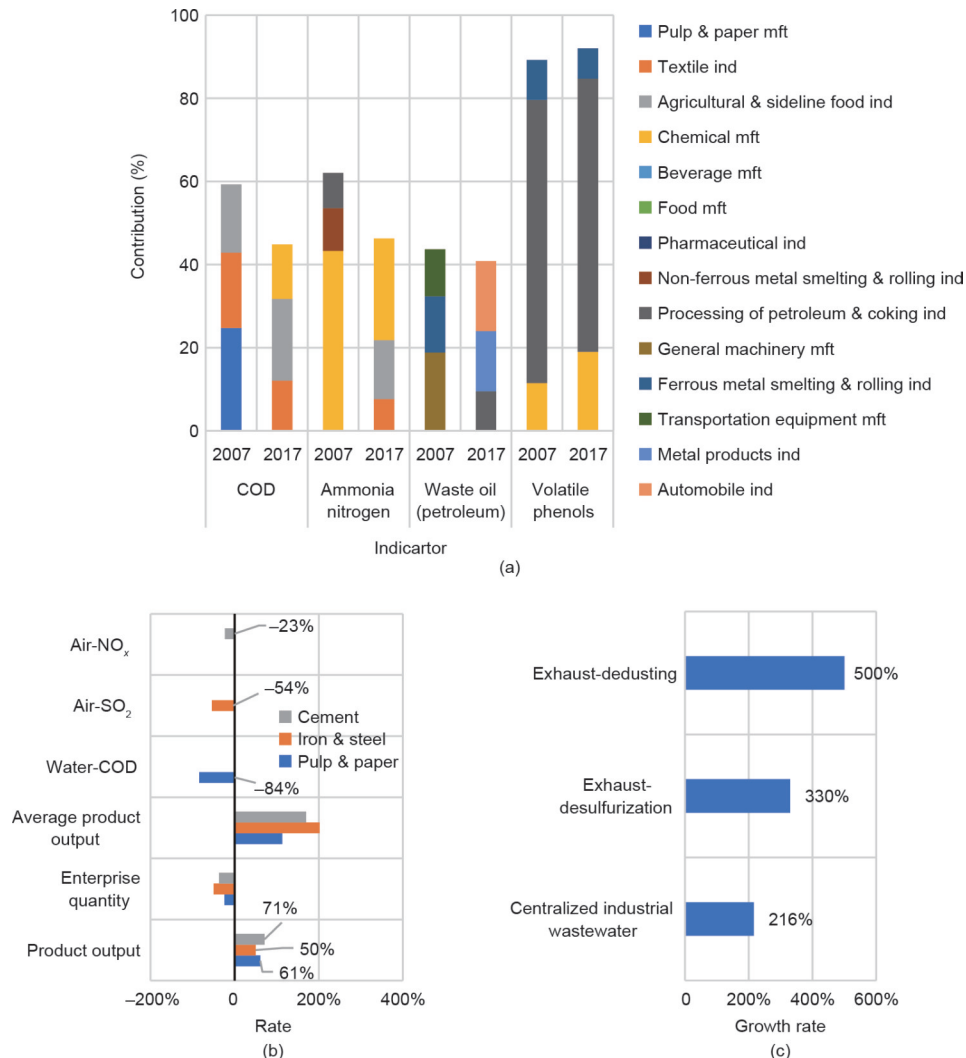 100
80
60
40
20
0
Contribution (%)
2007 2017 2007 2017 2007 2017 2007 2017
COD
Ammonia
nitrogen
Waste oil
(petroleum)
Volatile
phenols
Indicartor
Pulp & paper mft
Textile ind
Agricultural & sideline food ind
Chemical mft
Beverage mft
Food mft
Pharmaceutical ind
Non-ferrous metal smelting & rolling ind
Processing of petroleum & coking ind
General machinery mft
Ferrous metal smelting & rolling ind
Transportation equipment mft
Metal products ind
Automobile ind
(a)
Air-NOx
Air-SO2
Water-COD
Average product
output
Enterprise
quantity
Product output
–23%
–54%
Cement
Iron & steel
Pulp & paper
–84%
71%
50%
61%
–200% 0 200% 400%
Rate
(b)
Exhaust-dedusting
500%
Exhaust-
desulfurization
330%
Centralized industrial
wastewater
216%
0 200% 400% 600%
Growth rate
(c)